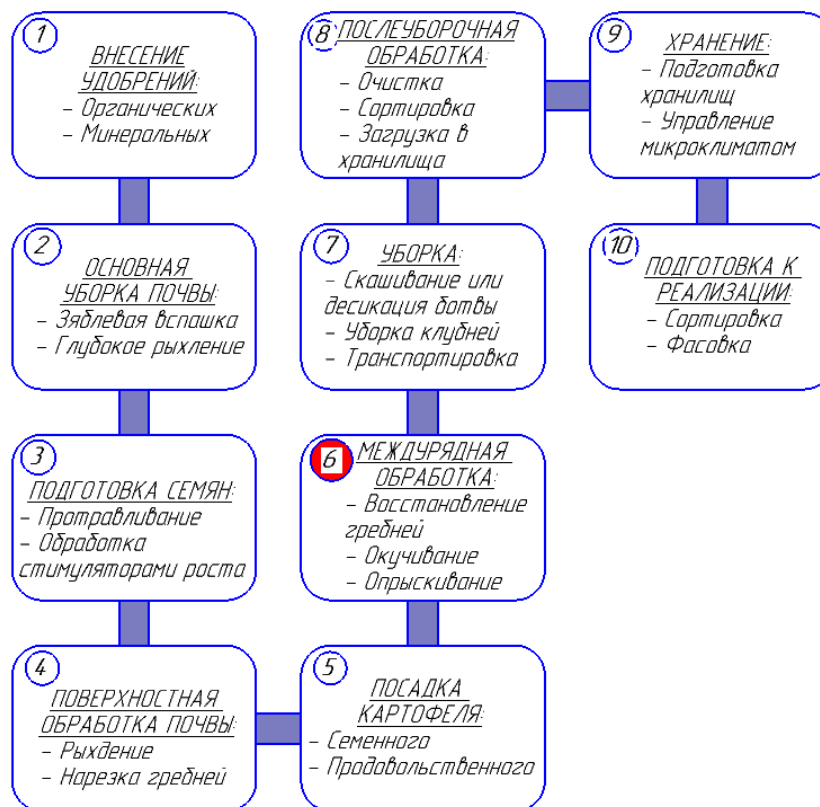 1
ВНЕСЕНИЕ
УДОБРЕНИЙ:
- Органических
- Минеральных
2
ОСНОВНАЯ
УБОРКА ПОЧВЫ:
- Зяблевая вспашка
- Глубокое рыхление
3
ПОДГОТОВКА СЕМЯН:
- Протравливание
- Обработка
стимуляторами роста
4
ПОВЕРХНОСТНАЯ
ОБРАБОТКА ПОЧВЫ:
- Рыхдение
- Нарезка гребней
5
ПОСАДКА
КАРТОФЕЛЯ:
- Семенного
- Продовольственного
6
МЕЖДУРЯДНАЯ
ОБРАБОТКА:
- Восстановление
гребней
- Окучивание
- Опрыскивание
7
УБОРКА:
- Скашивание или
десикация ботвы
- Уборка клубней
- Транспортировка
8
ПОСЛЕУБОРОЧНАЯ
ОБРАБОТКА:
- Очистка
- Сортировка
- Загрузка в
хранилища
9
ХРАНЕНИЕ:
- Подготовка
хранилищ
- Управление
микроклиматом
10
ПОДГОТОВКА К
РЕАЛИЗАЦИИ:
- Сортировка
- Фасовка